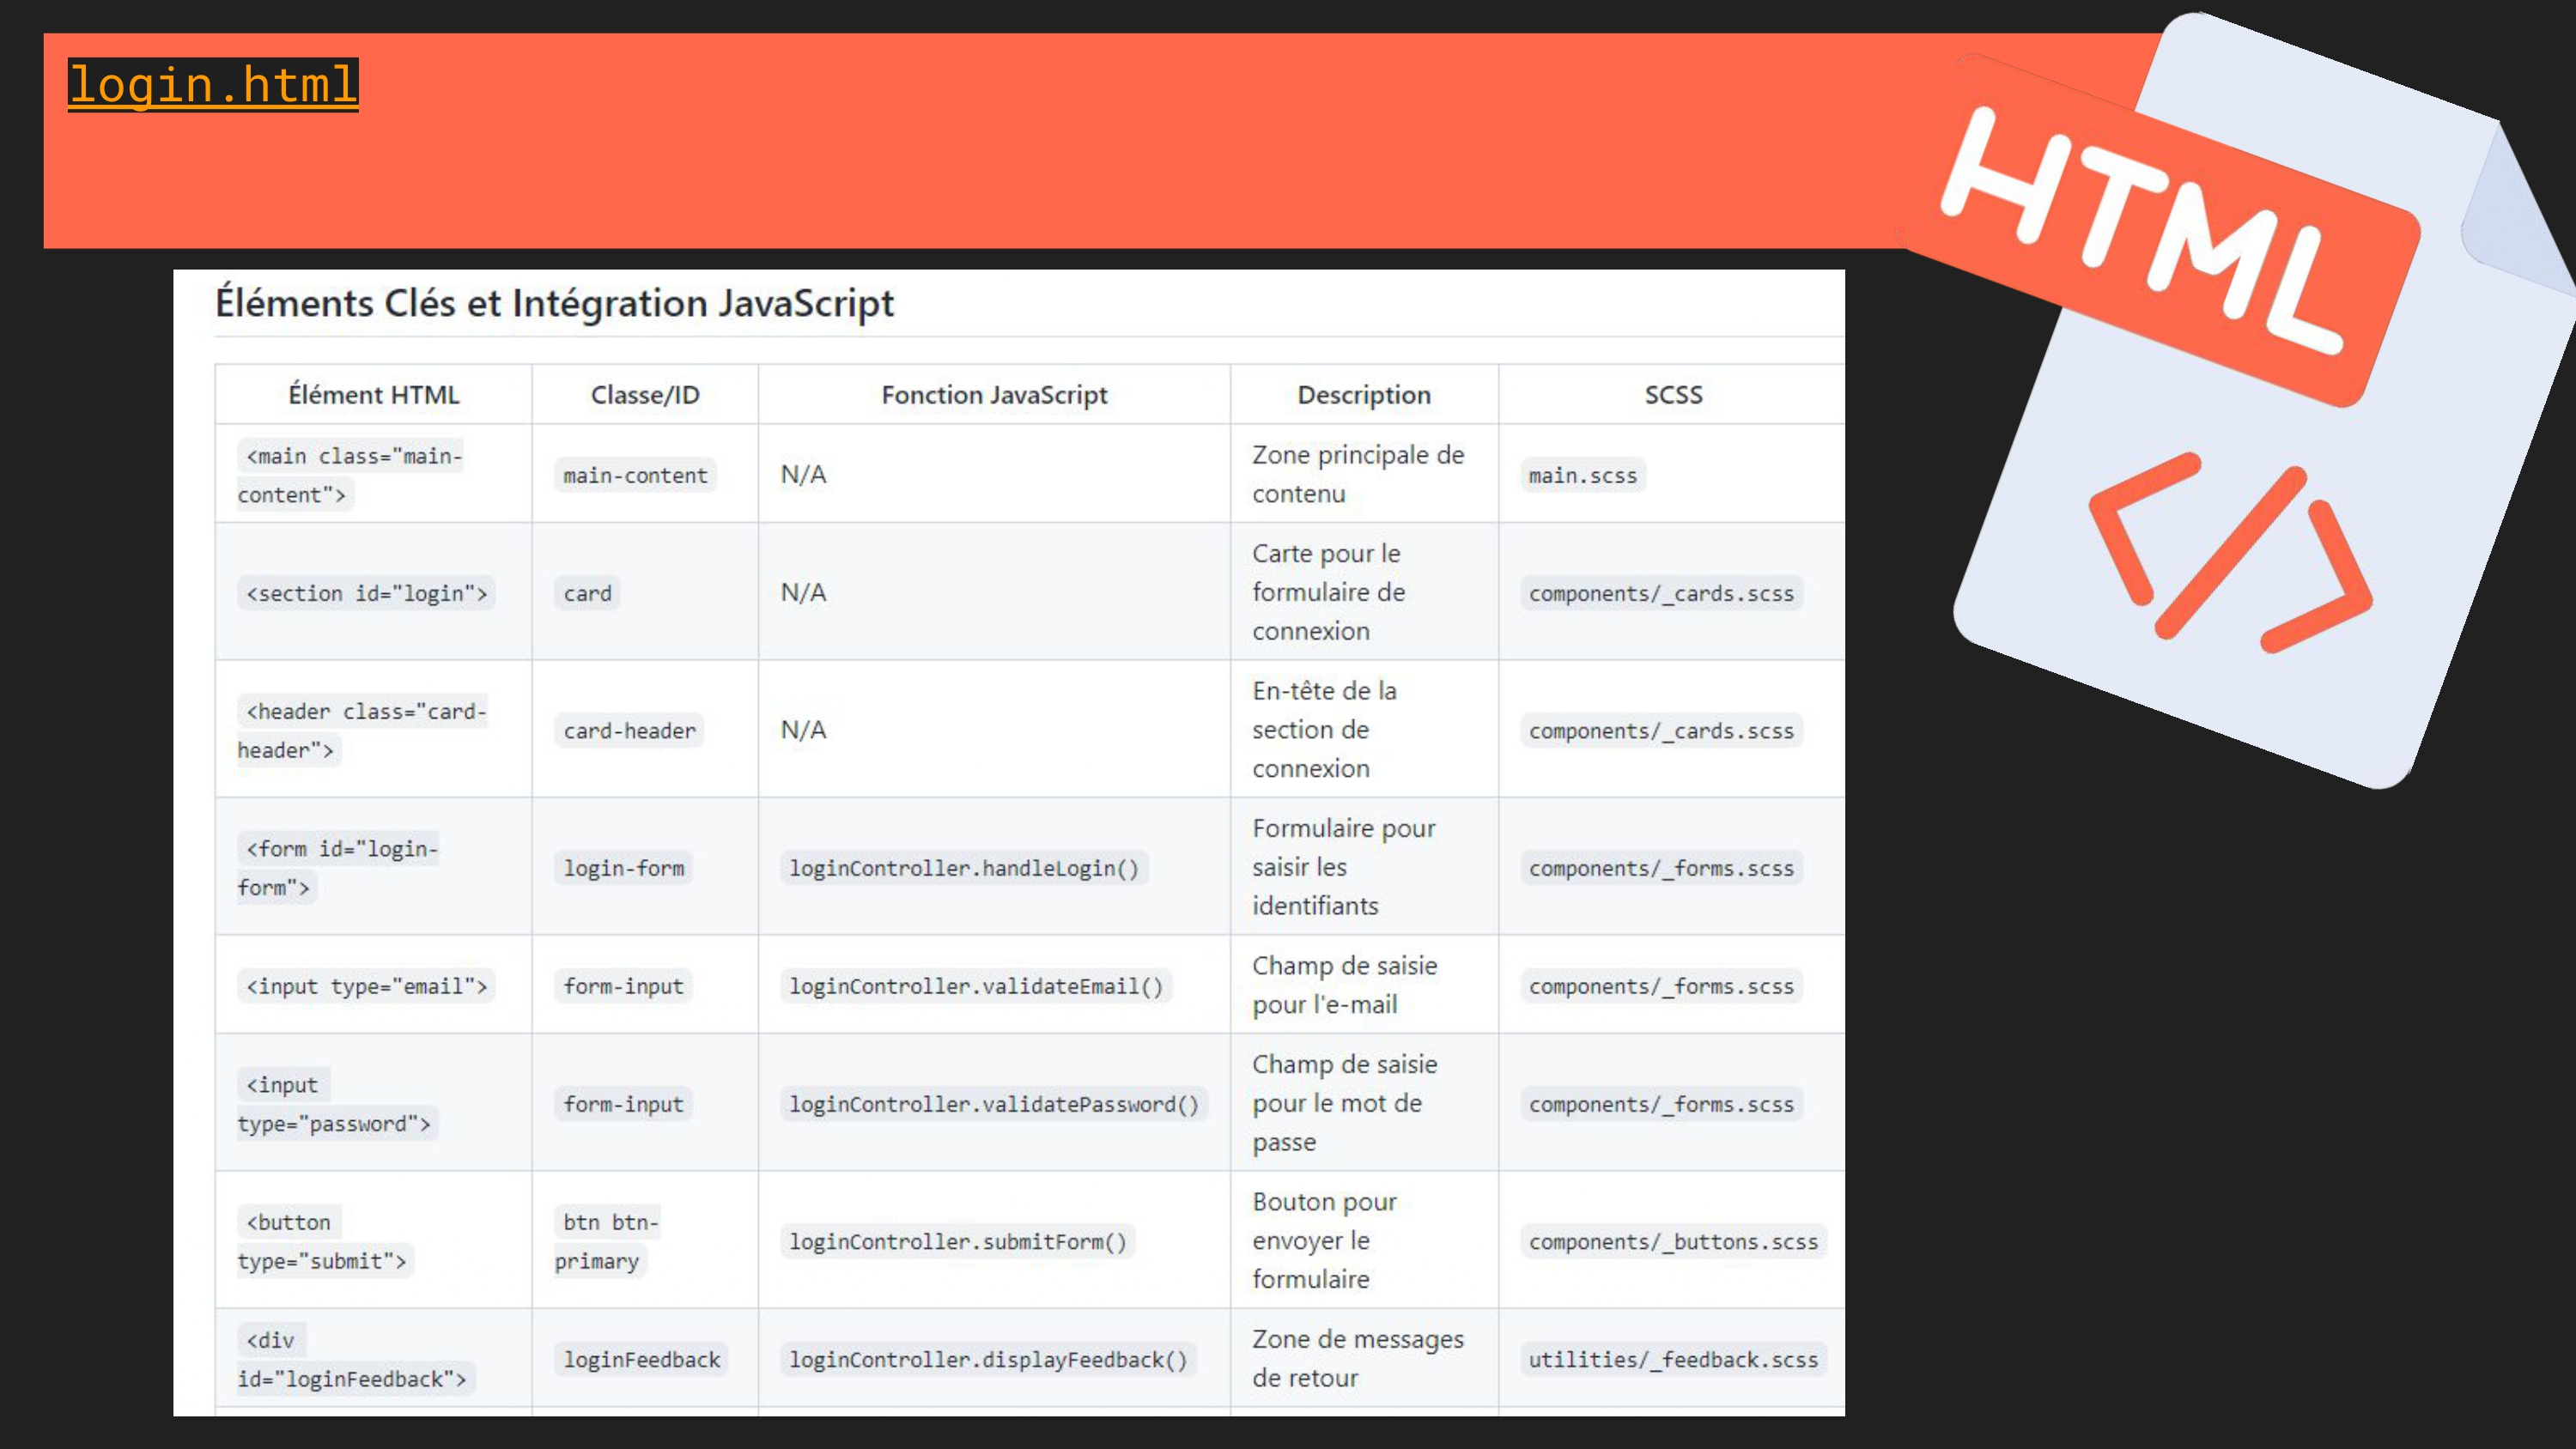 login.html
HTML
</>
Éléments Clés et Intégration JavaScript
Élément HTML Classe/ID Fonction JavaScript Description SCSS
<main class="main-
content"> main-content N/A Zone principale de
contenu main.scss
<section id="login"> card N/A Carte pour le
formulaire de
connexion components/_cards.scss
<header class="card-
header"> card-header N/A En-tête de la
section de
connexion components/_cards.scss
<form id="login-
form"> login-form loginController.handleLogin() Formulaire pour
saisir les
identifiants components/_forms.scss
<input type="email"> form-input loginController.validateEmail() Champ de saisie
pour l'e-mail components/_forms.scss
<input
type="password"> form-input loginController.validatePassword() Champ de saisie
pour le mot de
passe components/_forms.scss
<button
type="submit"> btn btn-
primary loginController.submitForm() Bouton pour
envoyer le
formulaire components/_buttons.scss
<div
id="loginFeedback"> loginFeedback loginController.displayFeedback() Zone de messages
de retour utilities/_feedback.scss